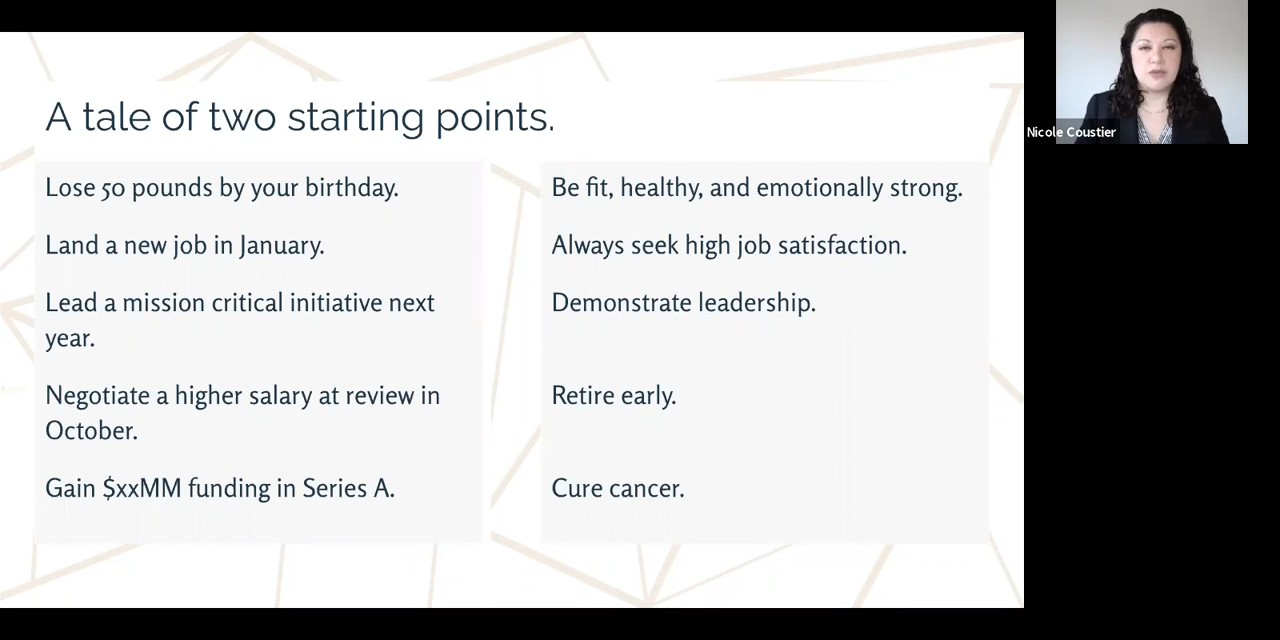 A tale of two starting points.
Lose 50 pounds by your birthday.
Land a new job in January.
Lead a mission critical initiative next
year.
Negotiate a higher salary at review in
October.
Gain $xxMM funding in Series A.
Be fit, healthy, and emotionally strong.
Always seek high job satisfaction.
Demonstrate leadership.
Retire early.
Cure cancer.
Nicole Coustier